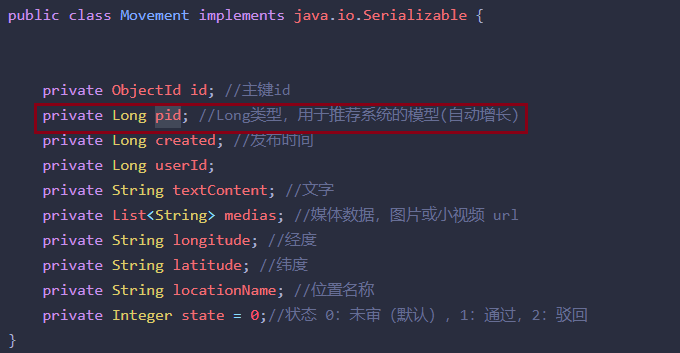 public class Movement implements java.io.Serializable {
private ObjectId id; //主键id
private Long pid; //Long类型，用于推荐系统的模型(自动增长)
private Long created; //发布时间
private Long userId;
private String textContent; //文字
private List<String> medias; //媒体数据，图片或小视频 url
private String longitude; //经度
private String latitude; //纬度
private String locationName; //位置名称
private Integer state = 0;//状态 0：未审（默认），1：通过，2：驳回
}